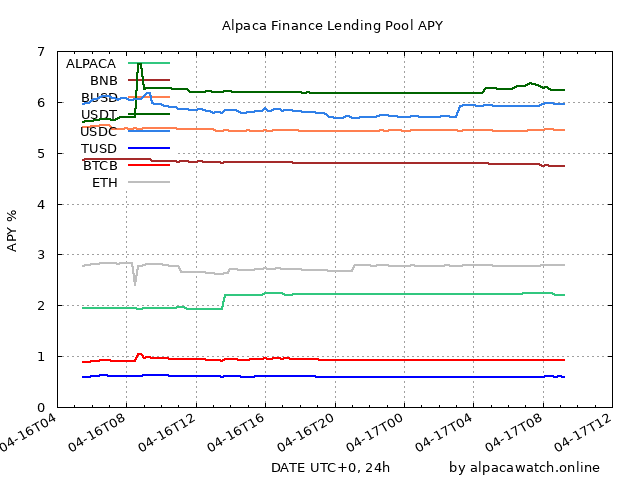 Alpaca Finance Lending Pool APY
7
6
5
4
3
2
1
0
APY %
ALPACA
BNB
BUSD
USDT
USDC
TUSD
BTCB
ETH
04-16T04
04-16T08
04-16T12
04-16T16
04-16T20
04-17T00
04-17T04
04-17T08
04-17T12
DATE UTC+0, 24h
by alpacawatch.online